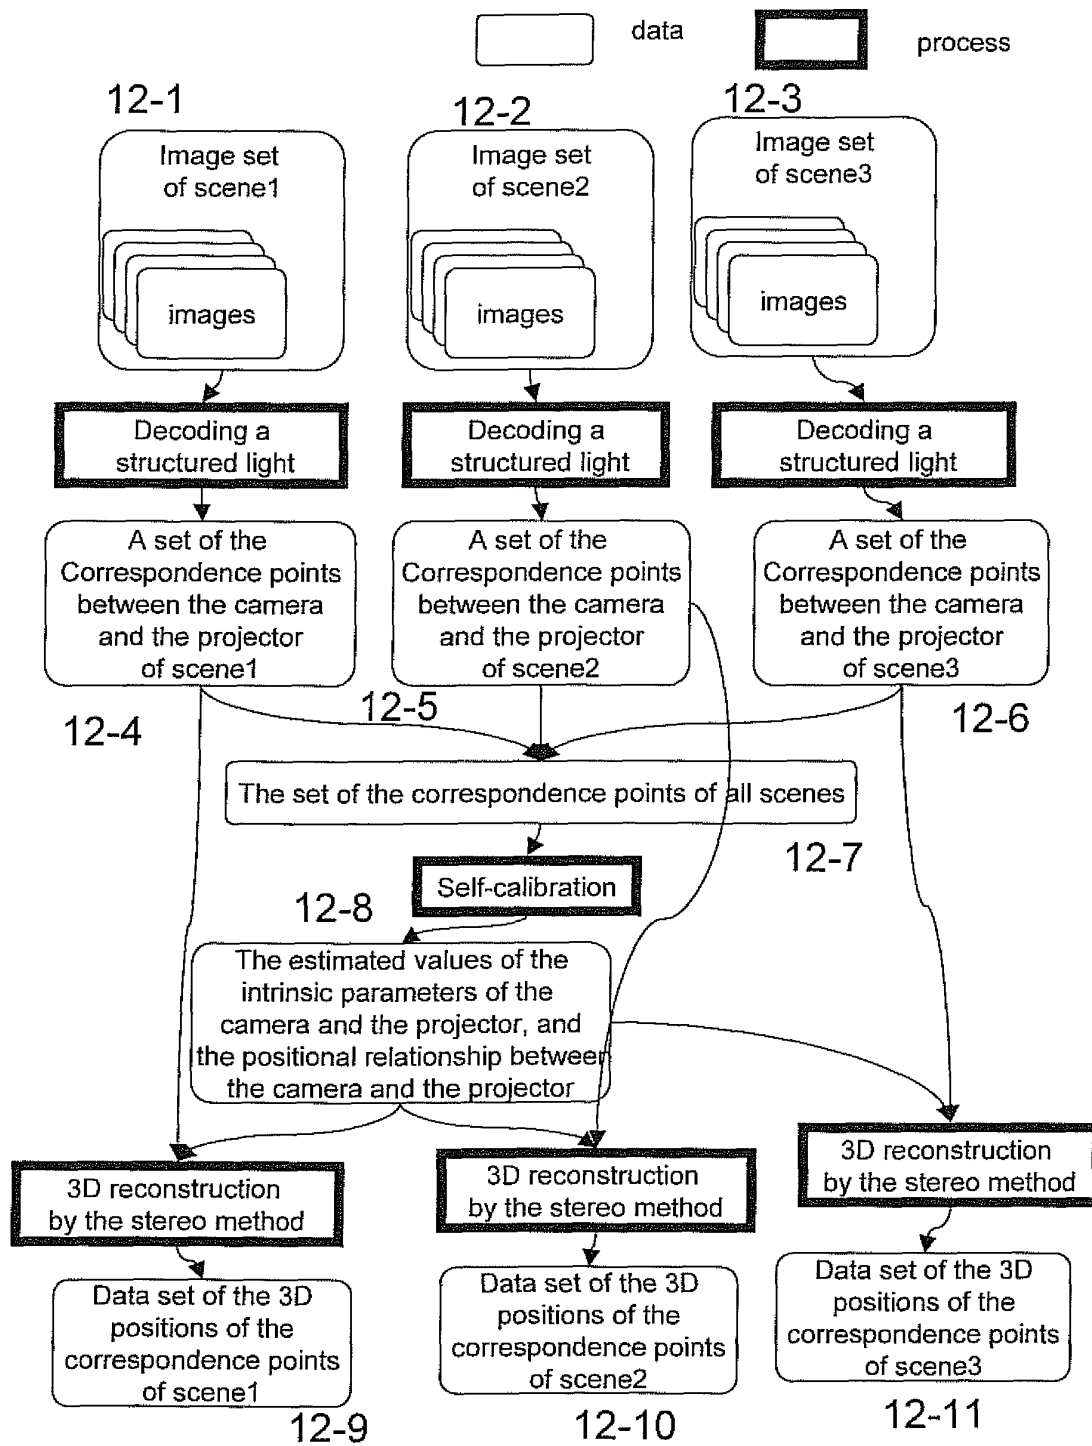 data
process
12-1
12-2
12-3
Image set
of scene1
images
Image set
of scene2
images
Image set
of scene3
images
Decoding a
structured light
Decoding a
structured light
Decoding a
structured light
A set of the
Correspondence points
between the camera
and the projector
of scene1
A set of the
Correspondence points
between the camera
and the projector
of scene2
A set of the
Correspondence points
between the camera
and the projector
of scene3
12-4
12-5
12-6
The set of the correspondence points of all scenes
12-7
Self-calibration
12-8
The estimated values of the
intrinsic parameters of the
camera and the projector, and
the positional relationship between
the camera and the projector
3D reconstruction
by the stereo method
3D reconstruction
by the stereo method
3D reconstruction
by the stereo method
Data set of the 3D
positions of the
correspondence points
of scene1
Data set of the 3D
positions of the
correspondence points
of scene2
Data set of the 3D
positions of the
correspondence points
of scene3
12-9
12-10
12-11